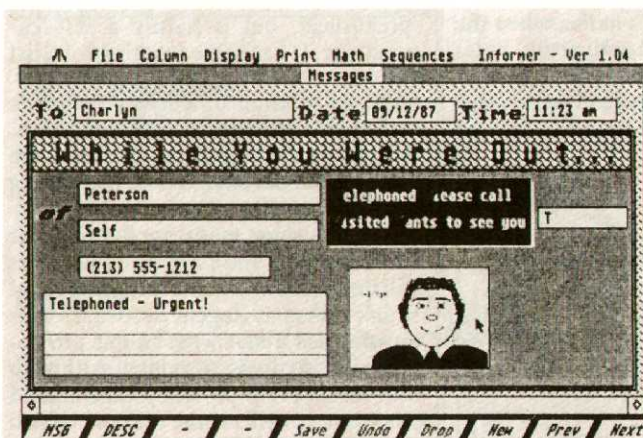 File Column Display Print Math Sequences Informer - Ver 1.04
Messages
To Charlyn Date 09/12/87 Time 11:23 am
While You Were Out...
Peterson
of
Self
elephoned ease call
sited ants to see you
T
(213) 555-1212
Telephoned - Urgent!
MSG DESC - - Save Undo Drop New Prev Next